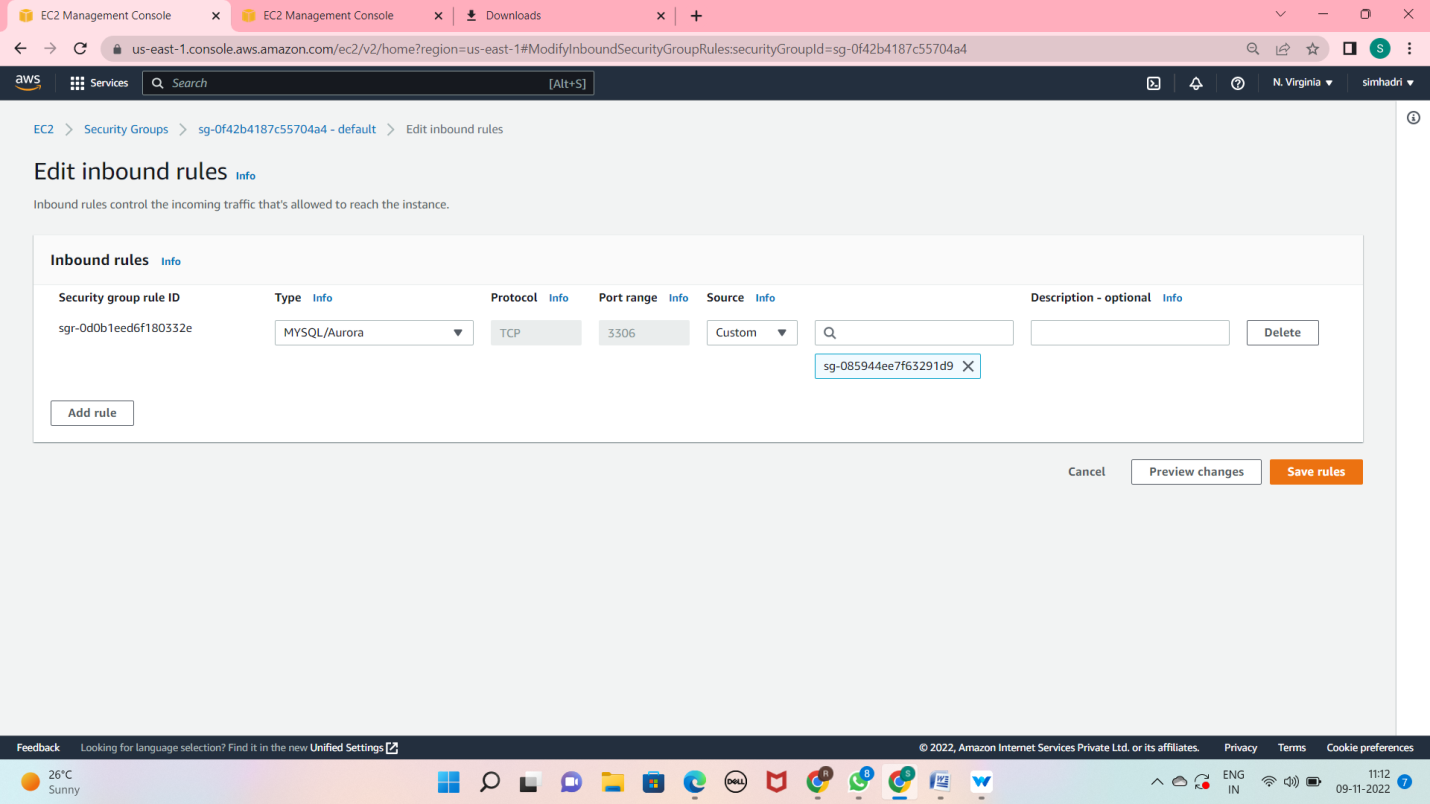 EC2 Management Console
EC2 Management Console
Downloads
us-east-1.console.aws.amazon.com/ec2/v2/home?region=us-east-1#ModifyInboundSecurityGroupRules:securityGroupId=sg-0f42b4187c55704a4
S
aws Services Search [Alt+S] N. Virginia ▼ simhadri ▼
EC2 > Security Groups > sg-0f42b4187c55704a4 - default > Edit inbound rules
Edit inbound rules Info
Inbound rules control the incoming traffic that's allowed to reach the instance.
Inbound rules Info
Security group rule ID Type Info Protocol Info Port range Info Source Info Description - optional Info
sgr-0d0b1eed6f180332e MYSQL/Aurora TCP 3306 Custom Delete
sg-085944ee7f63291d9
Add rule
Cancel Preview changes Save rules
Feedback Looking for language selection? Find it in the new Unified Settings © 2022, Amazon Internet Services Private Ltd. or its affiliates. Privacy Terms Cookie preferences
26°C
Sunny
DELL
R
8
S
W
ENG
IN
11:12
09-11-2022
7